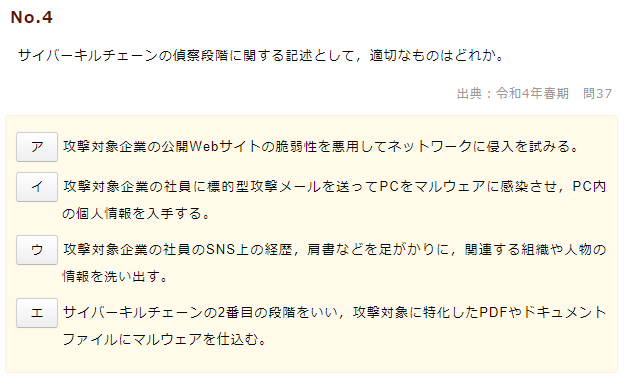 No.4
サイバーキルチェーンの偵察段階に関する記述として，適切なものはどれか。
出典：令和4年春期　問37
ア 攻撃対象企業の公開Webサイトの脆弱性を悪用してネットワークに侵入を試みる。
イ 攻撃対象企業の社員に標的型攻撃メールを送ってPCをマルウェアに感染させ，PC内
の個人情報を入手する。
ウ 攻撃対象企業の社員のSNS上の経歴，肩書などを足がかりに，関連する組織や人物の
情報を洗い出す。
エ サイバーキルチェーンの2番目の段階をいい，攻撃対象に特化したPDFやドキュメント
ファイルにマルウェアを仕込む。